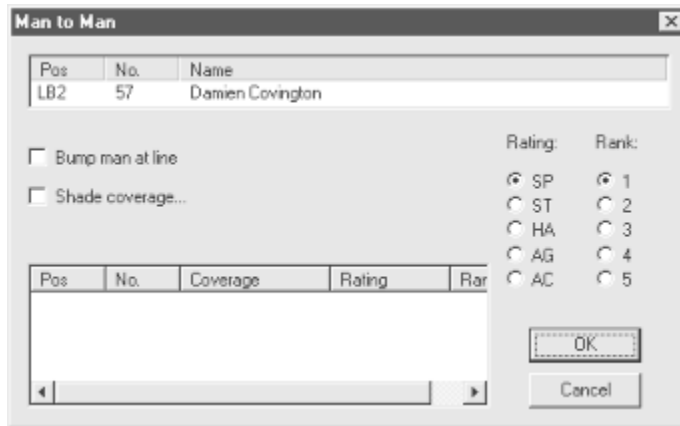 Man to Man
Pos No. Name
LB2 57 Damien Covington
Bump man at line
Shade coverage...
Rating: Rank:
SP 1
ST 2
HA 3
AG 4
AC 5
Pos No. Coverage Rating Rar
OK
Cancel